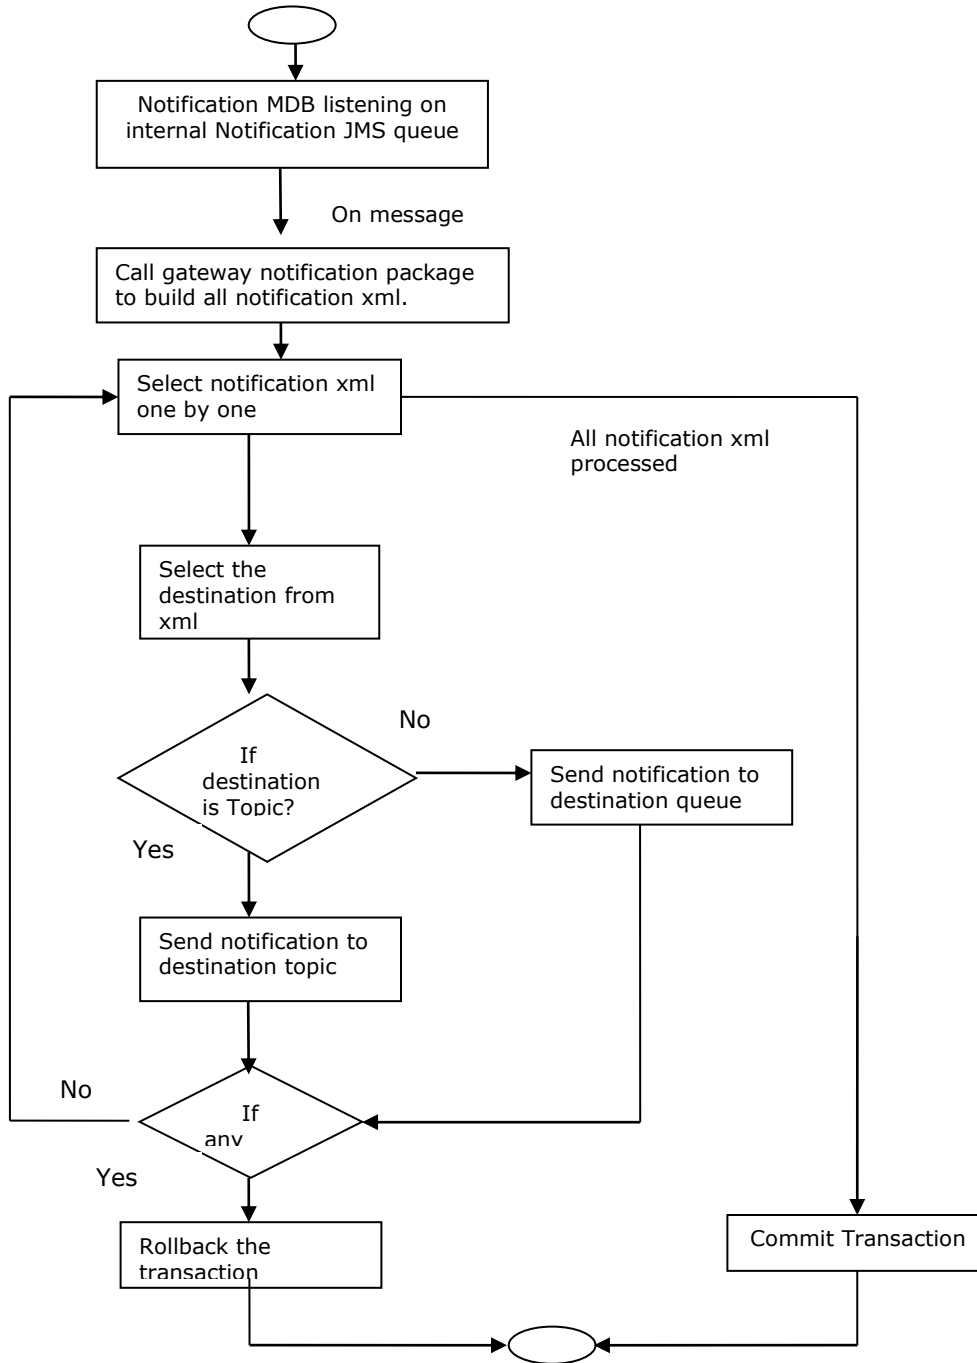 Notification MDB listening on
internal Notification JMS queue
On message
Call gateway notification package
to build all notification xml.
Select notification xml
one by one
All notification xml
processed
Select the
destination from
xml
No
If
destination
is Topic?
Send notification to
destination queue
Yes
Send notification to
destination topic
No
If
any
Yes
Rollback the
transaction
Commit Transaction